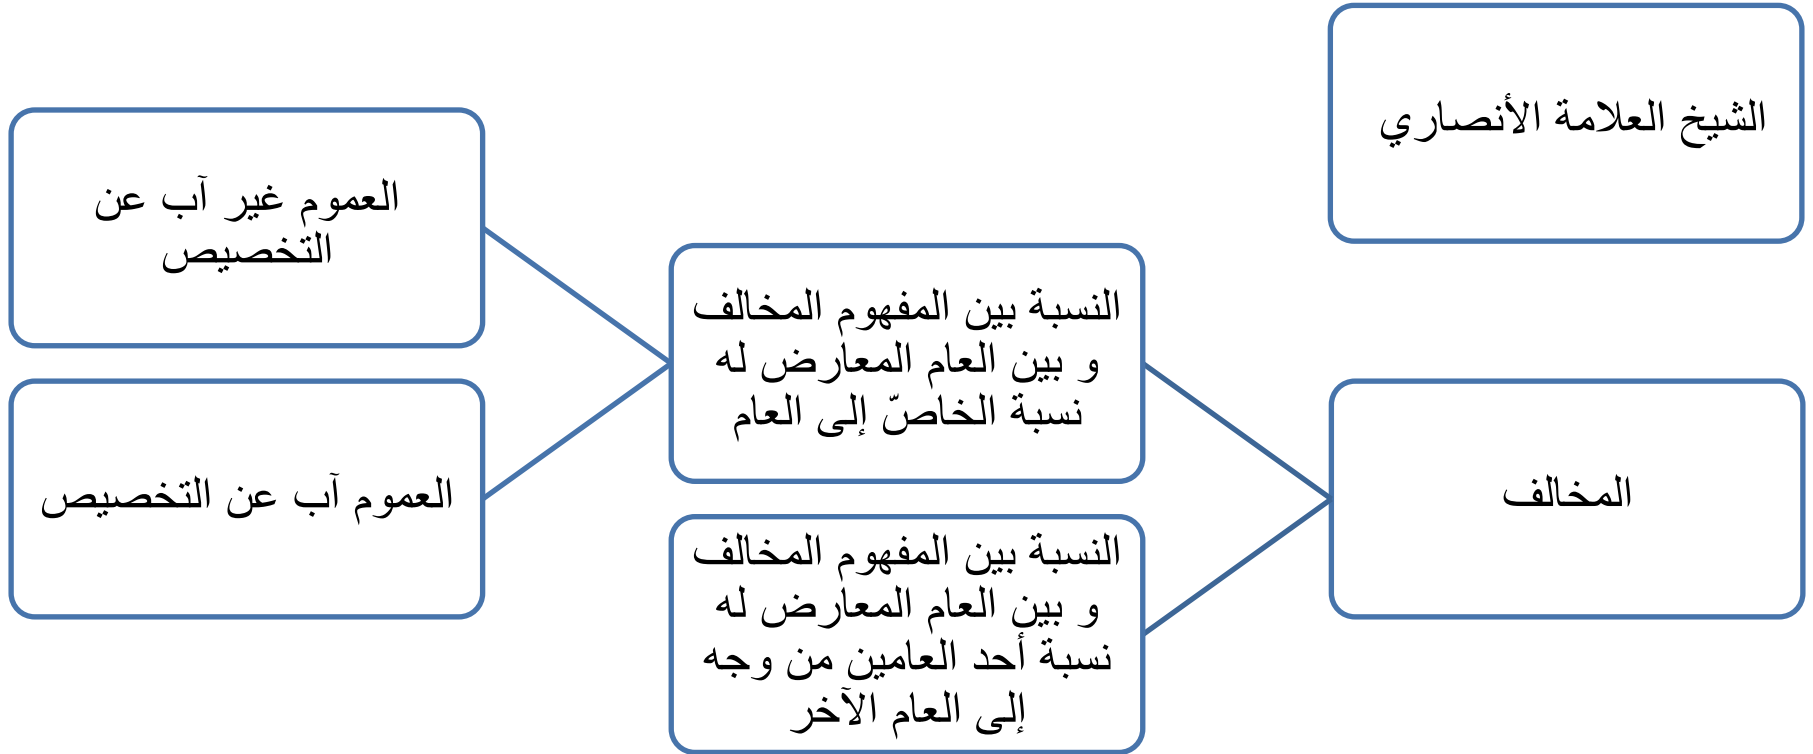 الشيخ العلامة الأنصاري
المخالف
النسبة بين المفهوم المخالف
و بين العام المعارض له
نسبة الخاصّ إلى العام
النسبة بين المفهوم المخالف
و بين العام المعارض له
نسبة أحد العامين من وجه
إلى العام الآخر
العموم غير آب عن
التخصيص
العموم آب عن التخصيص